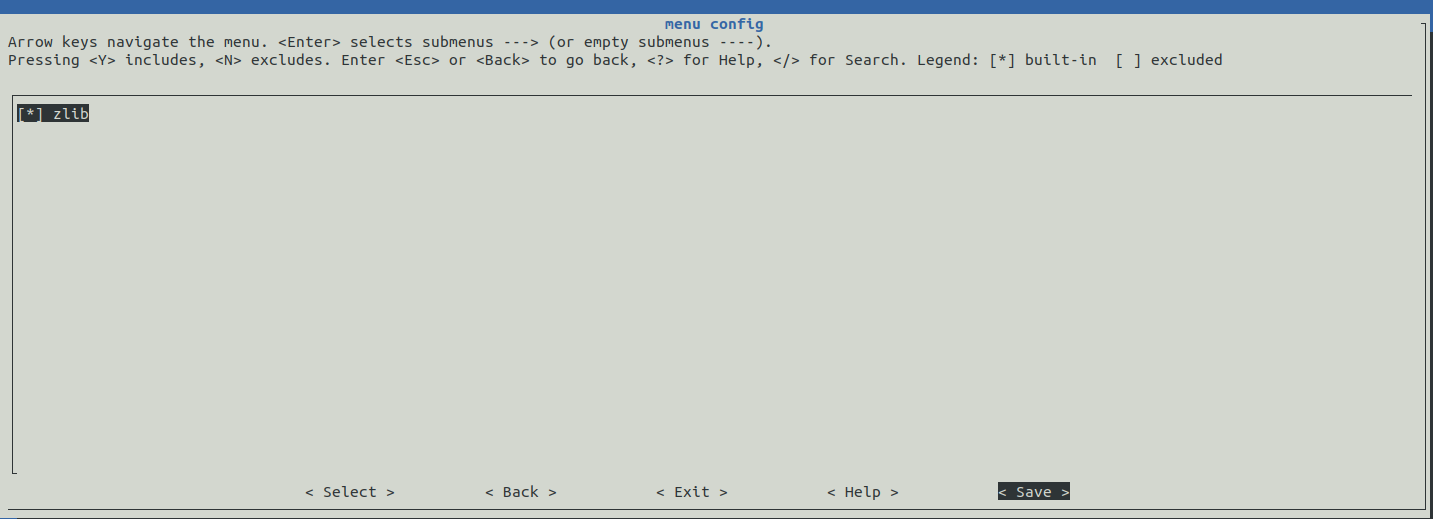 menu config
Arrow keys navigate the menu. <Enter> selects submenus ---> (or empty submenus ----).
Pressing <Y> includes, <N> excludes. Enter <Esc> or <Back> to go back, <?> for Help, </> for Search. Legend: [*] built-in  [ ] excluded
[*] zlib
< Select > < Back > < Exit > < Help > < Save >